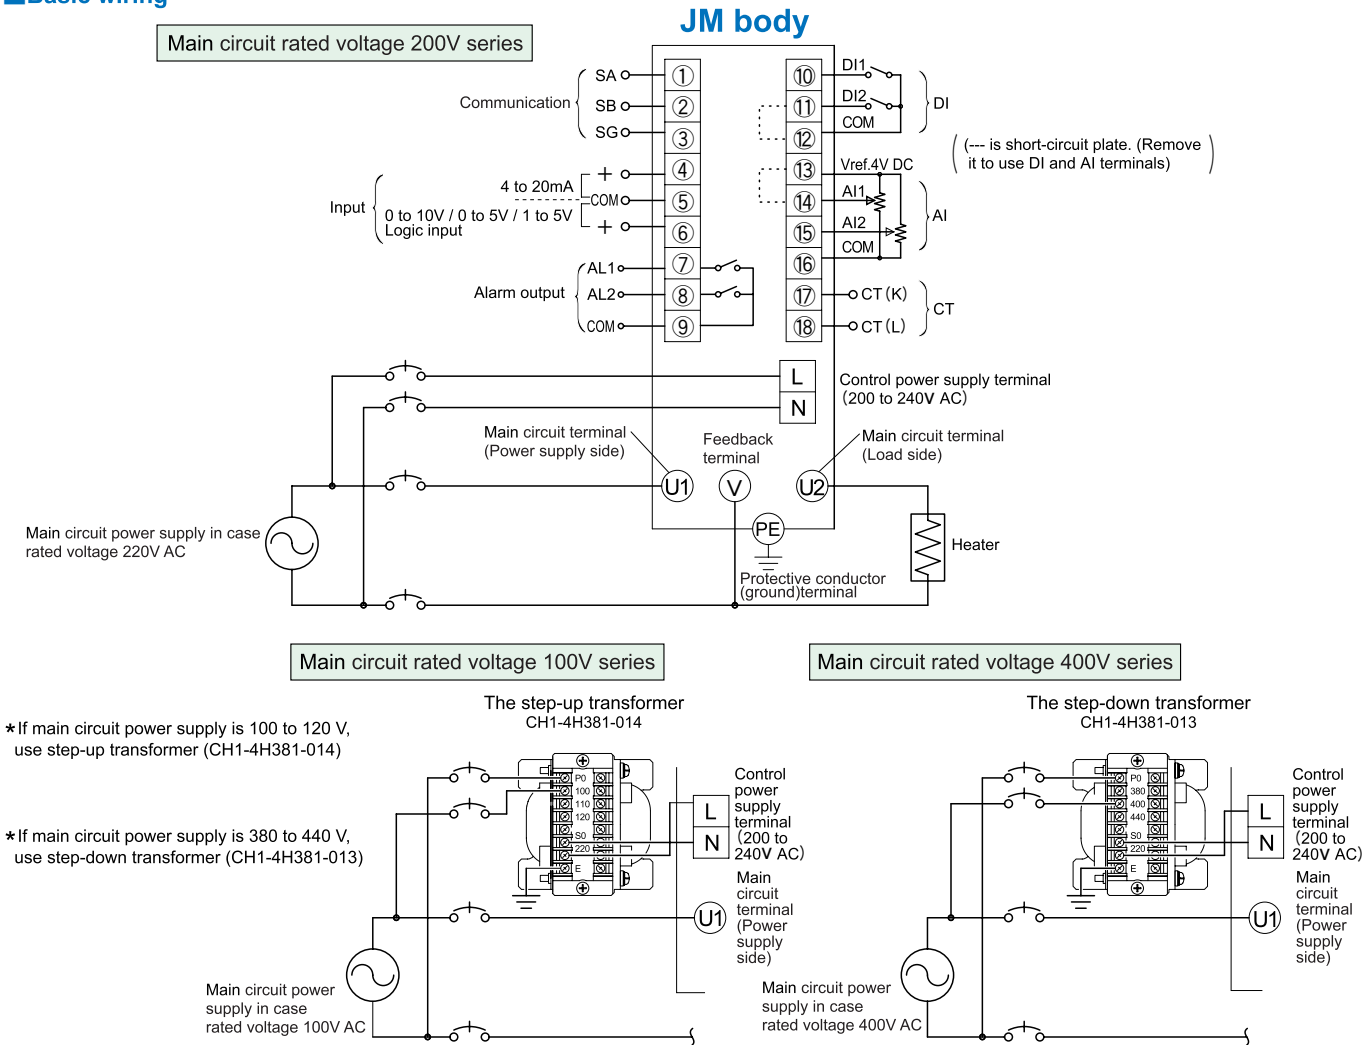 ■Basic wiring
JM body
Main circuit rated voltage 200V series
Communication
SA
SB
SG
①
②
③
Input
4 to 20mA
0 to 10V / 0 to 5V / 1 to 5V
Logic input
+
COM
+
④
⑤
⑥
Alarm output
AL1
AL2
COM
⑦
⑧
⑨
⑩
⑪
⑫
DI1
DI2
COM
DI
(--- is short-circuit plate. (Remove
it to use DI and AI terminals)
⑬
⑭
⑮
⑯
Vref.4V DC
AI1
AI2
COM
AI
⑰
⑱
CT(K)
CT(L)
CT
L
N
Control power supply terminal
(200 to 240V AC)
Main circuit terminal
(Power supply side)
Feedback
terminal
Main circuit terminal
(Load side)
U1
V
U2
PE
Main circuit power supply in case
rated voltage 220V AC
Heater
Protective conductor
(ground)terminal
Main circuit rated voltage 100V series
The step-up transformer
CH1-4H381-014
*If main circuit power supply is 100 to 120 V,
use step-up transformer (CH1-4H381-014)
*If main circuit power supply is 380 to 440 V,
use step-down transformer (CH1-4H381-013)
P0
100
110
120
S0
220
E
L
N
Control
power
supply
terminal
(200 to
240V AC)
U1
Main
circuit
terminal
(Power
supply
side)
Main circuit power
supply in case
rated voltage 100V AC
Main circuit rated voltage 400V series
The step-down transformer
CH1-4H381-013
P0
380
400
440
S0
220
E
L
N
Control
power
supply
terminal
(200 to
240V AC)
U1
Main
circuit
terminal
(Power
supply
side)
Main circuit power
supply in case
rated voltage 400V AC